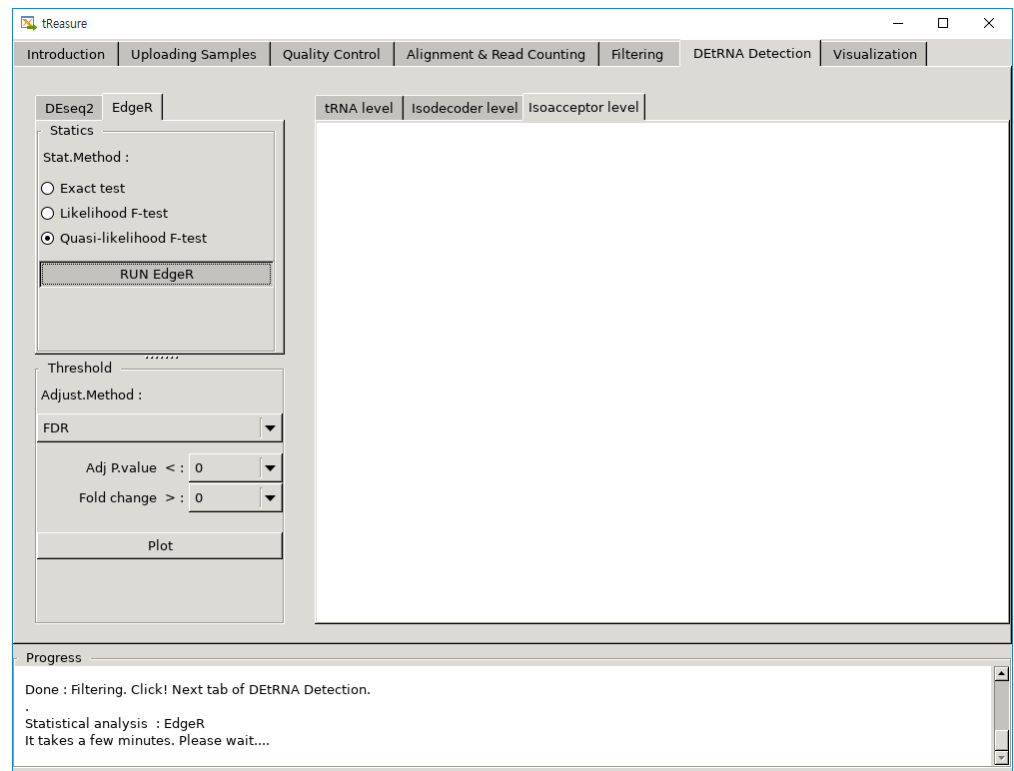 tReasure
Introduction Uploading Samples Quality Control Alignment & Read Counting Filtering DEtRNA Detection Visualization
DEseq2 EdgeR
tRNA level Isodecoder level Isoacceptor level
Statics
Stat.Method :
Exact test
Likelihood F-test
Quasi-likelihood F-test
RUN EdgeR
Threshold
Adjust.Method :
FDR
Adj P.value < : 0
Fold change > : 0
Plot
Progress
Done : Filtering. Click! Next tab of DEtRNA Detection.
.
Statistical analysis : EdgeR
It takes a few minutes. Please wait....